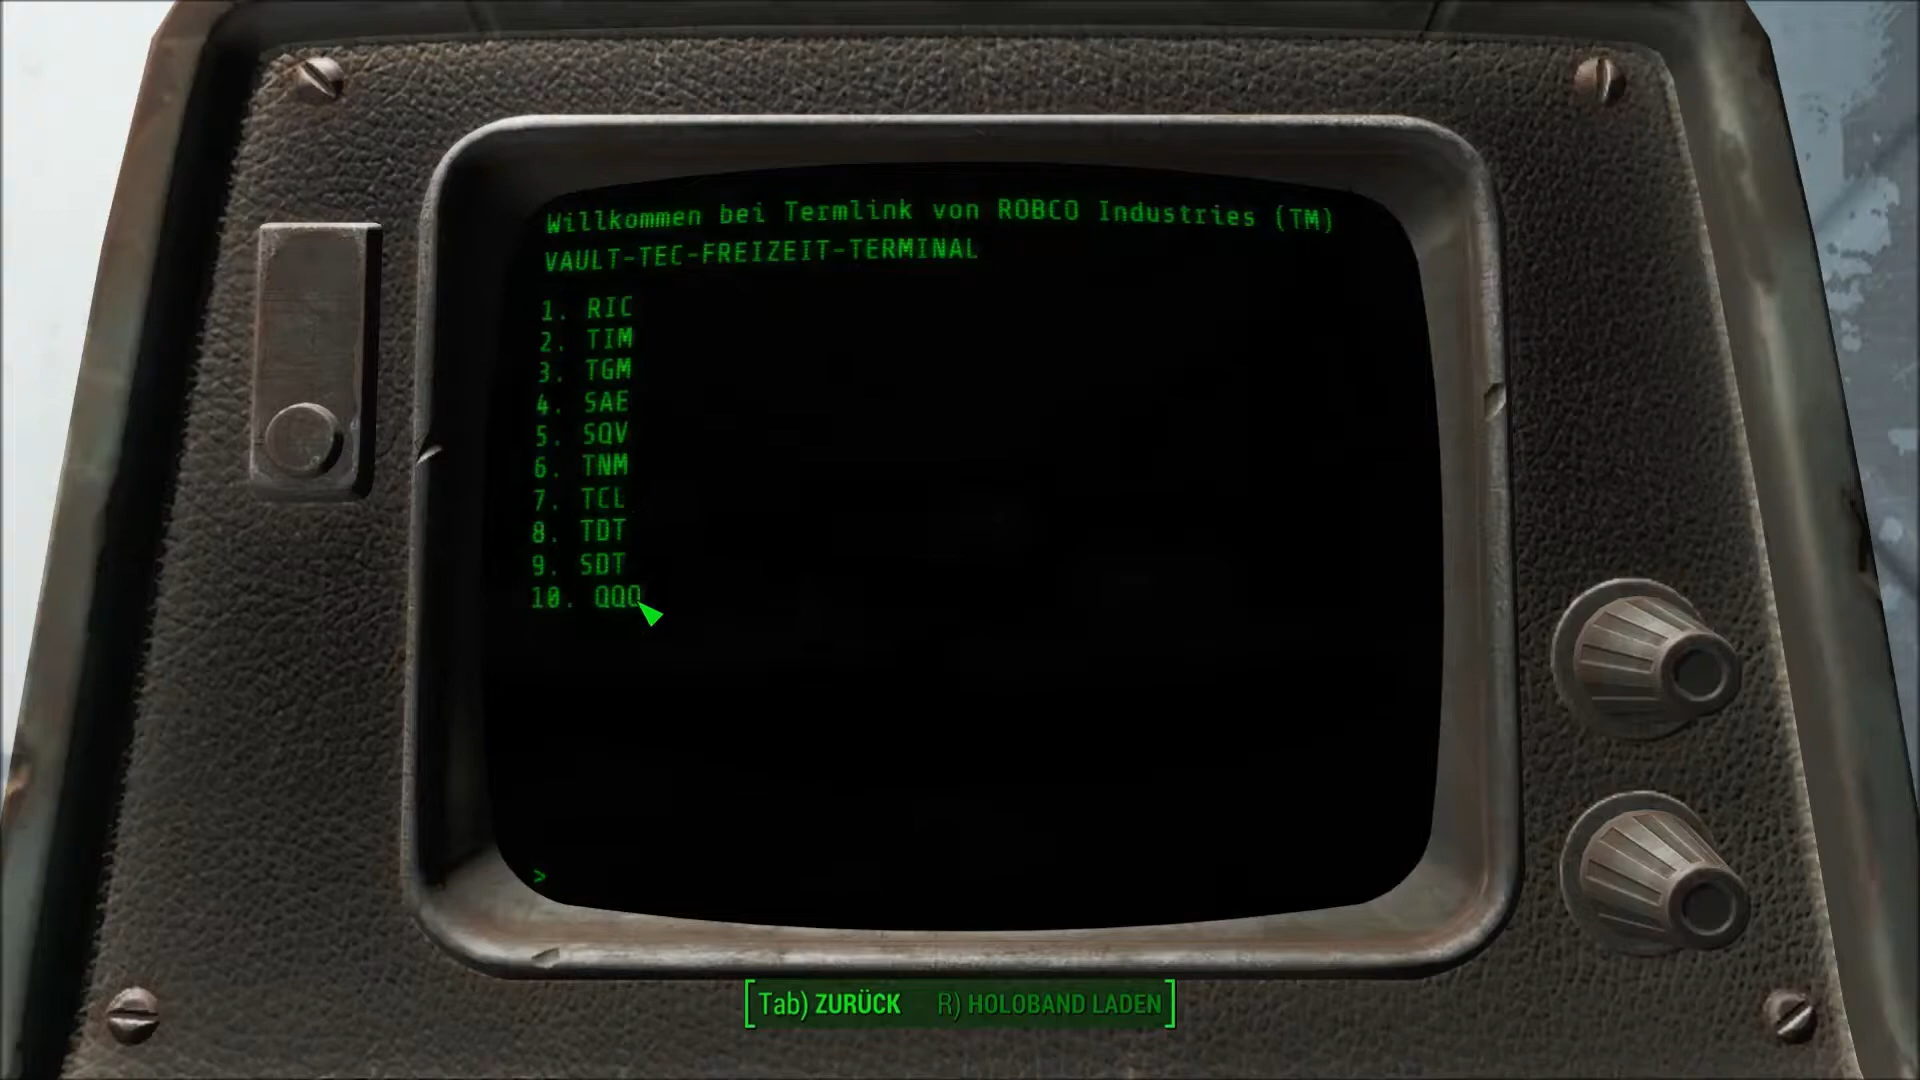 Willkommen bei Termlink von ROBCO Industries (TM)
VAULT-TEC-FREIZEIT-TERMINAL
1. RIC
2. TIM
3. TGM
4. SAE
5. SQV
6. TNM
7. TCL
8. TDT
9. SDT
10. QQQ
>
Tab) ZURÜCK R) HOLOBAND LADEN